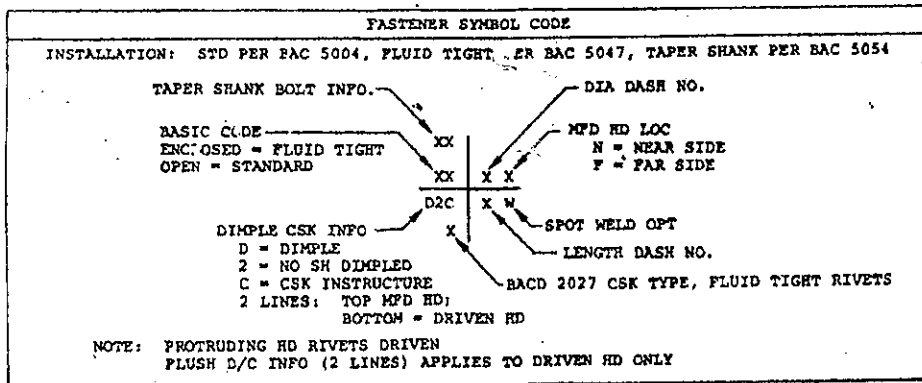 FASTENER SYMBOL CODE
INSTALLATION: STD PER BAC 5004, FLUID TIGHT ER BAC 5047, TAPER SHANK PER BAC 5054
TAPER SHANK BOLT INFO.
DIA DASH NO.
BASIC CODE
ENCLOSED = FLUID TIGHT
OPEN = STANDARD
XX
MFD HD LOC
N = NEAR SIDE
F = FAR SIDE
XX X X
D2C X W
X
SPOT WELD OPT
LENGTH DASH NO.
DIMPLE CSK INFO
D = DIMPLE
2 = NO SH DIMPLED
C = CSK INSTRUCTURE
2 LINES: TOP MFD HD;
BOTTOM = DRIVEN HD
BACD 2027 CSK TYPE, FLUID TIGHT RIVETS
NOTE: PROTRUDING HD RIVETS DRIVEN
FLUSH D/C INFO (2 LINES) APPLIES TO DRIVEN HD ONLY